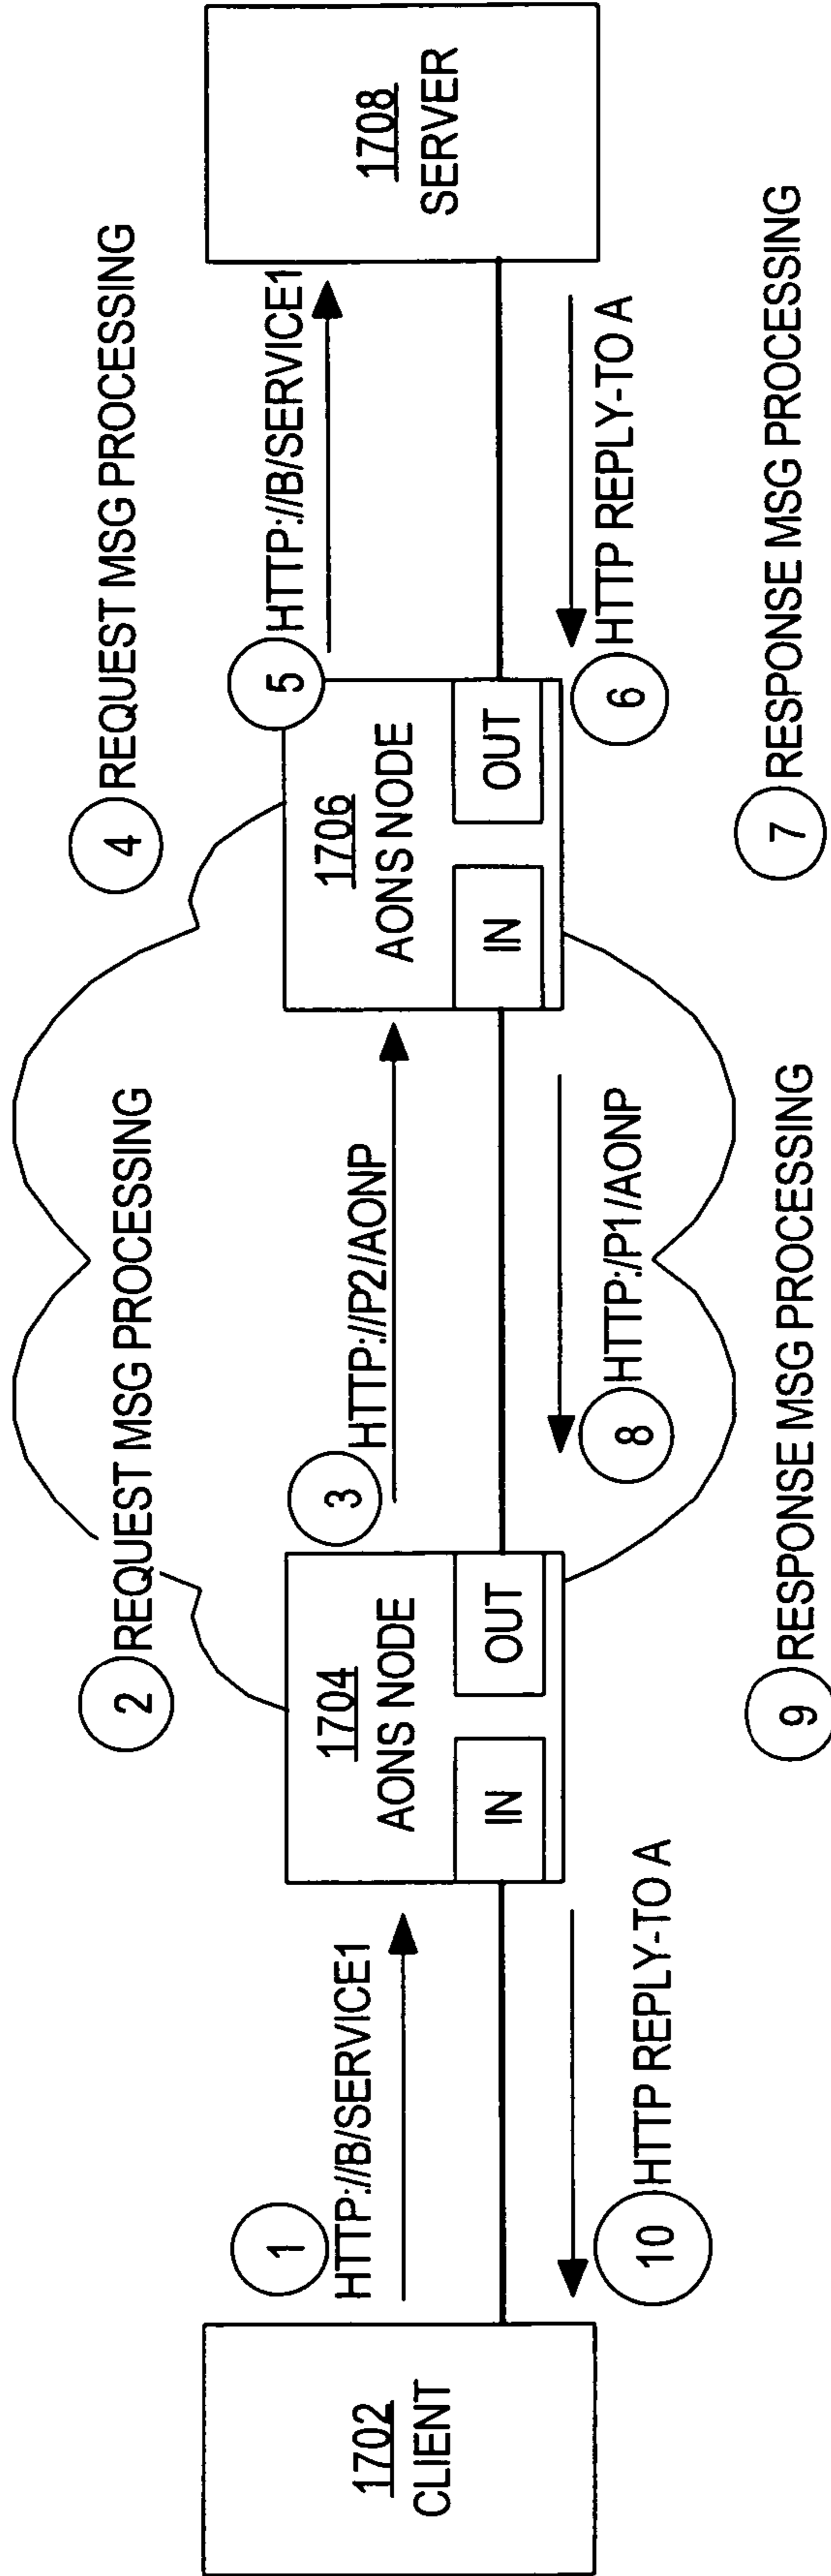 1702
CLIENT
1
HTTP://B/SERVICE1
10 HTTP REPLY-TO A
2 REQUEST MSG PROCESSING
1704
AONS NODE
IN
OUT
3
HTTP://P2/AONP
8 HTTP:/P1/AONP
9 RESPONSE MSG PROCESSING
4 REQUEST MSG PROCESSING
1706
AONS NODE
IN
OUT
5 HTTP://B/SERVICE1
6 HTTP REPLY-TO A
7 RESPONSE MSG PROCESSING
1708
SERVER